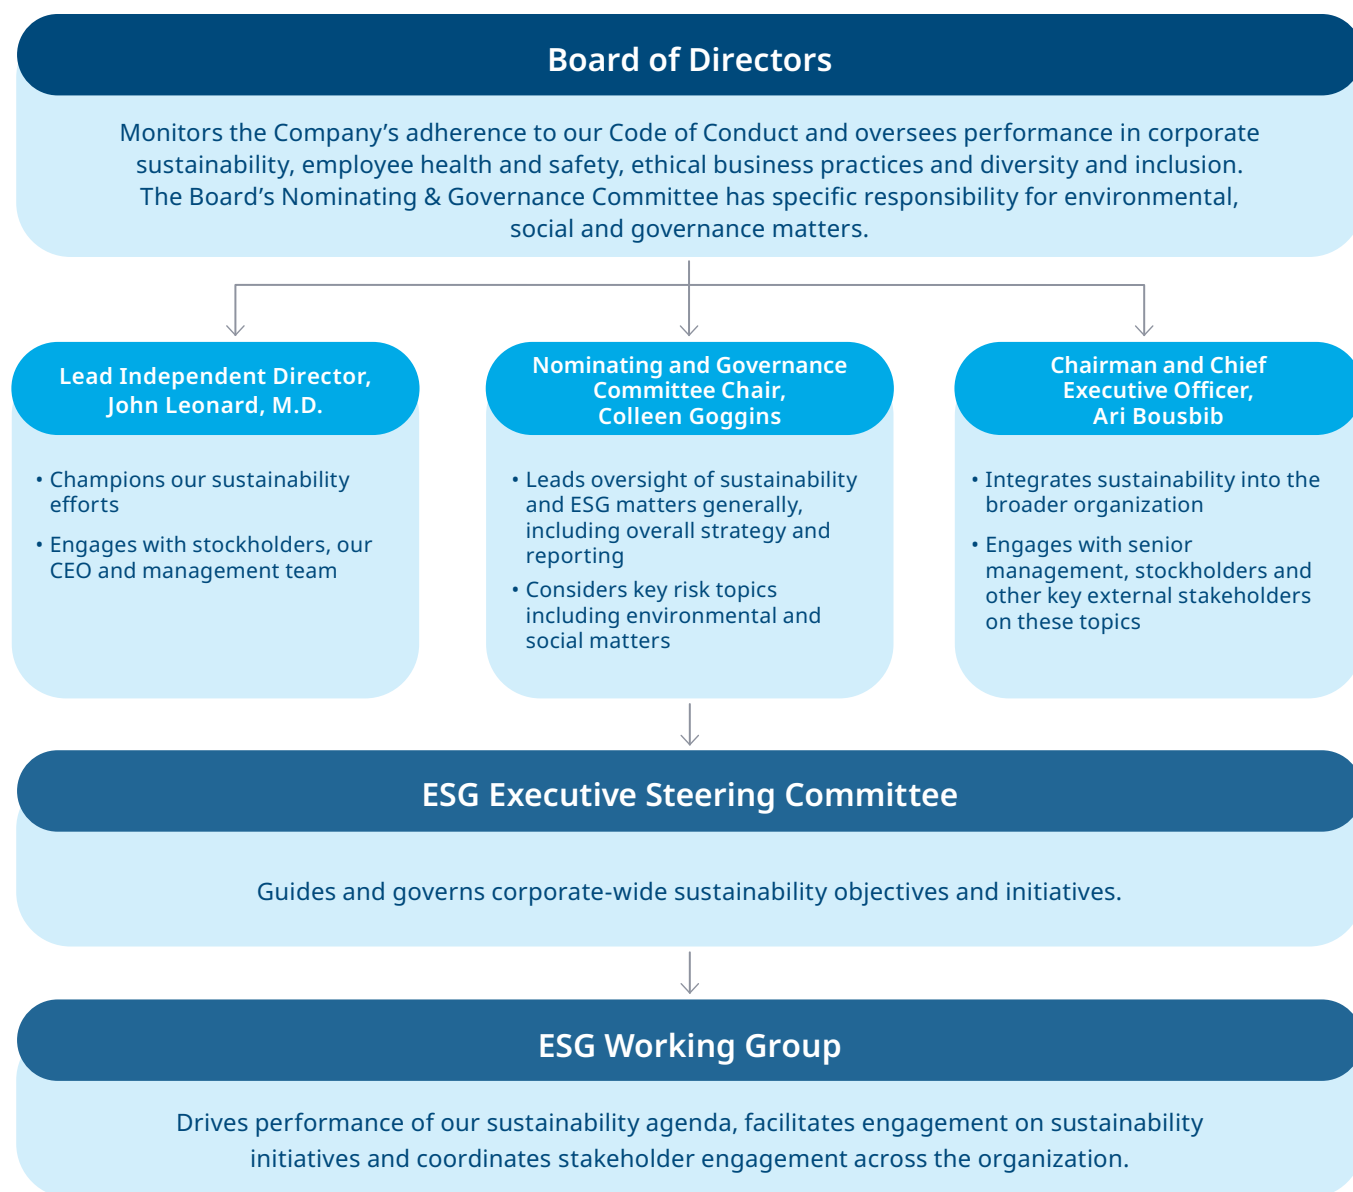 Board of Directors
Monitors the Company’s adherence to our Code of Conduct and oversees performance in corporate
sustainability, employee health and safety, ethical business practices and diversity and inclusion.
The Board’s Nominating & Governance Committee has specific responsibility for environmental,
social and governance matters.
Lead Independent Director,
John Leonard, M.D.
• Champions our sustainability
efforts
• Engages with stockholders, our
CEO and management team
Nominating and Governance
Committee Chair,
Colleen Goggins
• Leads oversight of sustainability
and ESG matters generally,
including overall strategy and
reporting
• Considers key risk topics
including environmental and
social matters
Chairman and Chief
Executive Officer,
Ari Bousbib
• Integrates sustainability into the
broader organization
• Engages with senior
management, stockholders and
other key external stakeholders
on these topics
ESG Executive Steering Committee
Guides and governs corporate-wide sustainability objectives and initiatives.
ESG Working Group
Drives performance of our sustainability agenda, facilitates engagement on sustainability
initiatives and coordinates stakeholder engagement across the organization.